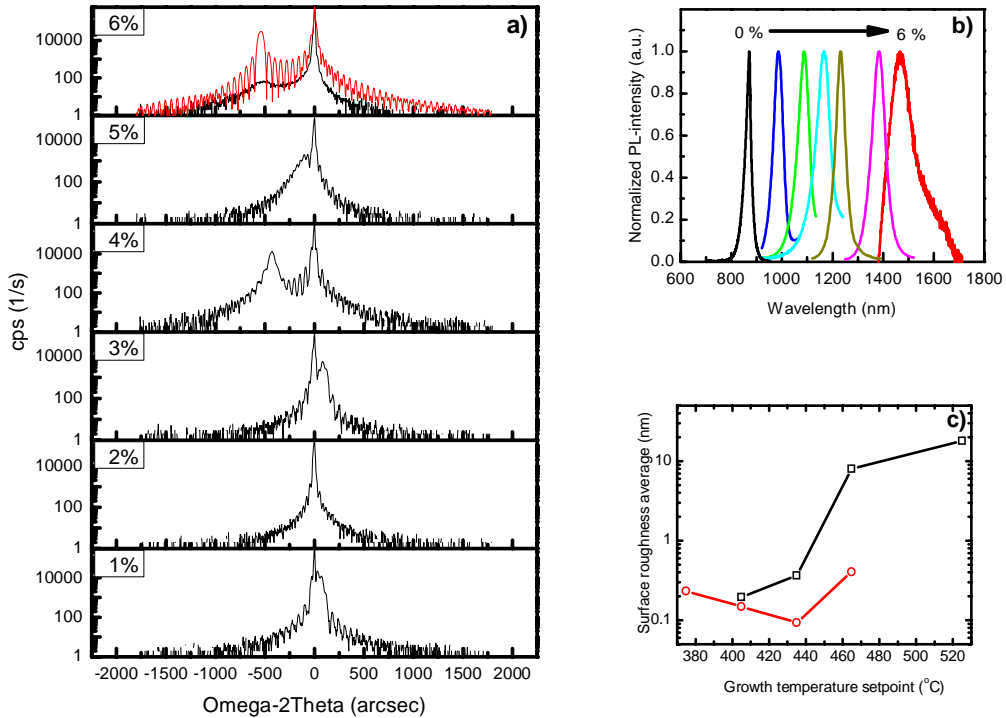 a)
6%
10000
100
1
5%
10000
100
1
4%
10000
100
1
3%
10000
100
1
2%
10000
100
1
1%
10000
100
1
-2000 -1500 -1000 -500 0 500 1000 1500 2000
Omega-2Theta (arcsec)
cps (1/s)
b)
0 %
6 %
1.0
0.8
0.6
0.4
0.2
0.0
600 800 1000 1200 1400 1600 1800
Wavelength (nm)
Normalized PL-intensity (a.u.)
c)
10
1
0.1
380 400 420 440 460 480 500 520
Growth temperature setpoint (°C)
Surface roughness average (nm)